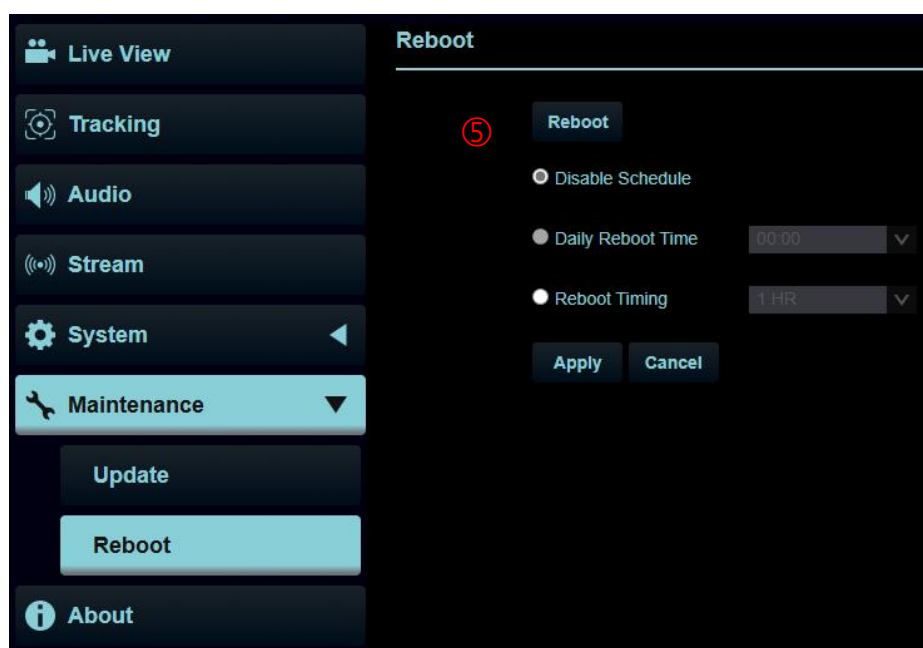 Live View
Tracking
Audio
Stream
System
Maintenance
Update
Reboot
About
Reboot
⑤
Reboot
Disable Schedule
Daily Reboot Time 00:00
Reboot Timing 1 HR
Apply Cancel